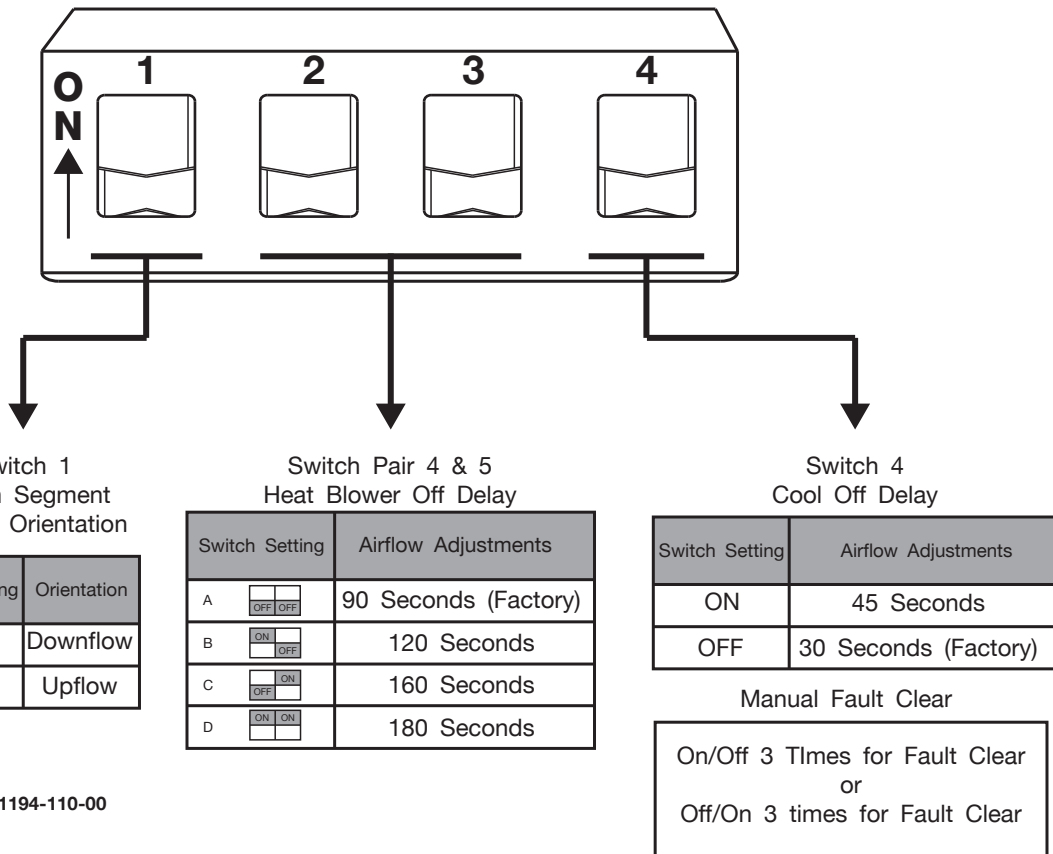 1 2 3 4
ON
Switch Pair 4 & 5
Heat Blower Off Delay
Switch Setting Airflow Adjustments
A OFF OFF 90 Seconds (Factory)
B ON OFF 120 Seconds
C OFF ON 160 Seconds
D ON ON 180 Seconds
1
Segment
Orientation
Orientation
Downflow
Upflow
1194-110-00
Switch 4
Cool Off Delay
Switch Setting Airflow Adjustments
ON 45 Seconds
OFF 30 Seconds (Factory)
Manual Fault Clear
On/Off 3 TImes for Fault Clear
or
Off/On 3 times for Fault Clear